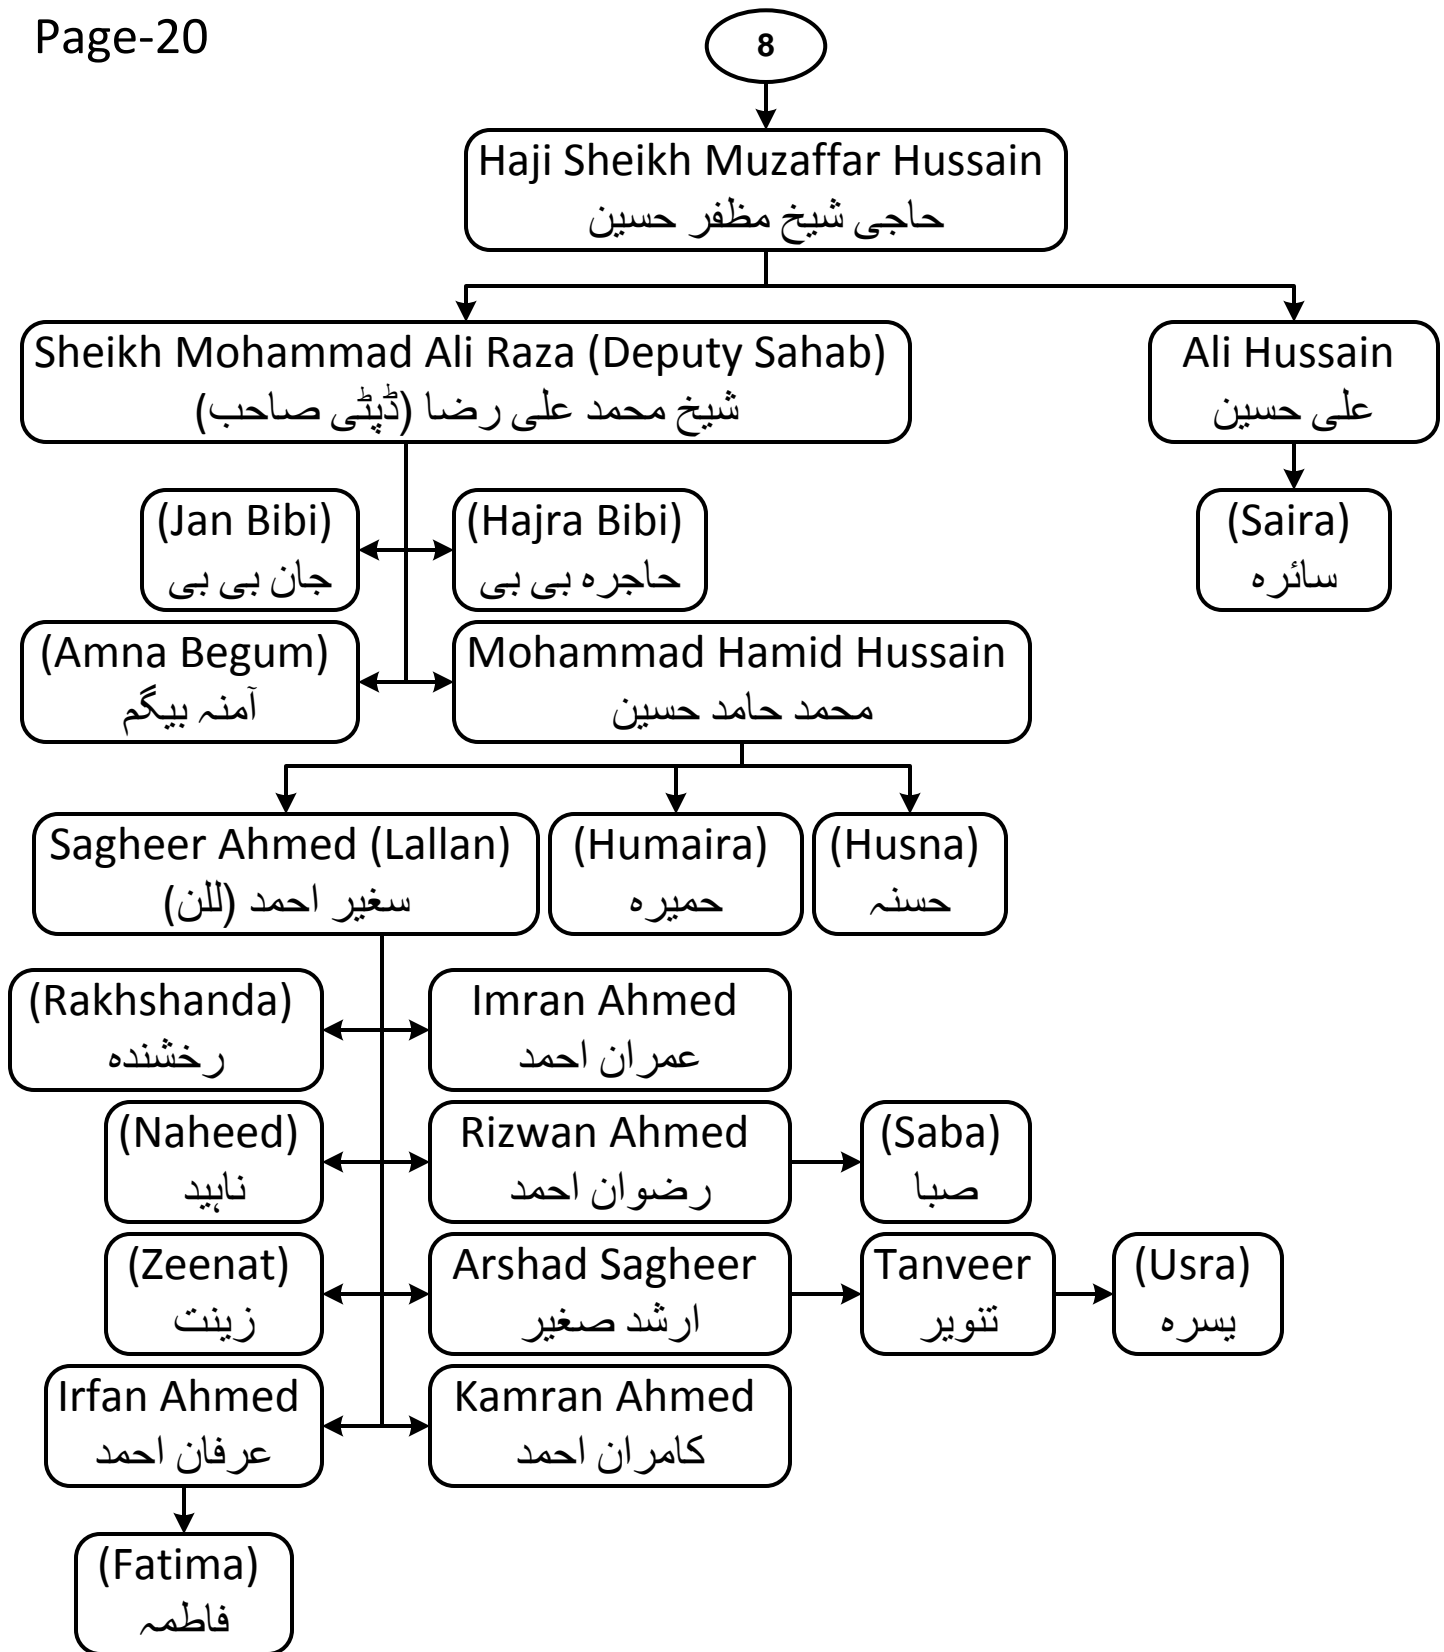 Page-20
8
Haji Sheikh Muzaffar Hussain
حاجی شیخ مظفر حسین
Sheikh Mohammad Ali Raza (Deputy Sahab)
شیخ محمد علی رضا (ڈپٹی صاحب)
Ali Hussain
علی حسین
(Jan Bibi)
جان بی بی
(Hajra Bibi)
حاجرہ بی بی
(Saira)
سائرہ
(Amna Begum)
آمنہ بیگم
Mohammad Hamid Hussain
محمد حامد حسین
Sagheer Ahmed (Lallan)
سغیر احمد (للن)
(Humaira)
حمیرہ
(Husna)
حسنہ
(Rakhshanda)
رخشندہ
Imran Ahmed
عمران احمد
(Naheed)
ناہید
Rizwan Ahmed
رضوان احمد
(Saba)
صبا
(Zeenat)
زینت
Arshad Sagheer
ارشد صغیر
Tanveer
تنویر
(Usra)
یسرہ
Irfan Ahmed
عرفان احمد
Kamran Ahmed
کامران احمد
(Fatima)
فاطمہ